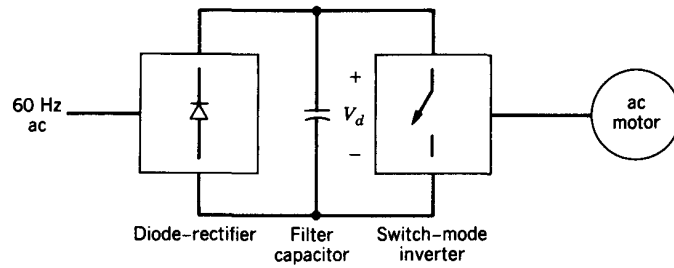 60 Hz
ac
+
V_d
−
ac
motor
Diode-rectifier
Filter
capacitor
Switch-mode
inverter